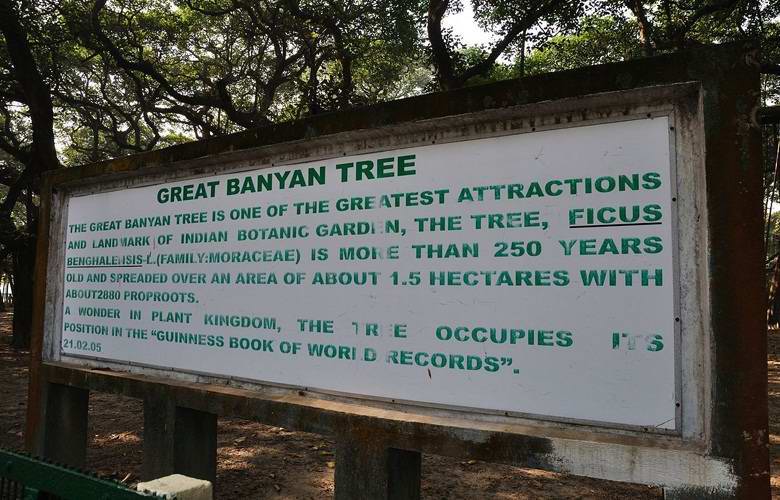 GREAT BANYAN TREE
THE GREAT BANYAN TREE IS ONE OF THE GREATEST ATTRACTIONS
AND LANDMARK OF INDIAN BOTANIC GARDEN, THE TREE, FICUS
BENGHALENSIS-L.(FAMILY:MORACEAE) IS MORE THAN 250 YEARS
OLD AND SPREADED OVER AN AREA OF ABOUT 1.5 HECTARES WITH
ABOUT2880 PROPROOTS.
A WONDER IN PLANT KINGDOM, THE TREE OCCUPIES ITS
POSITION IN THE “GUINNESS BOOK OF WORLD RECORDS”.
21.02.05